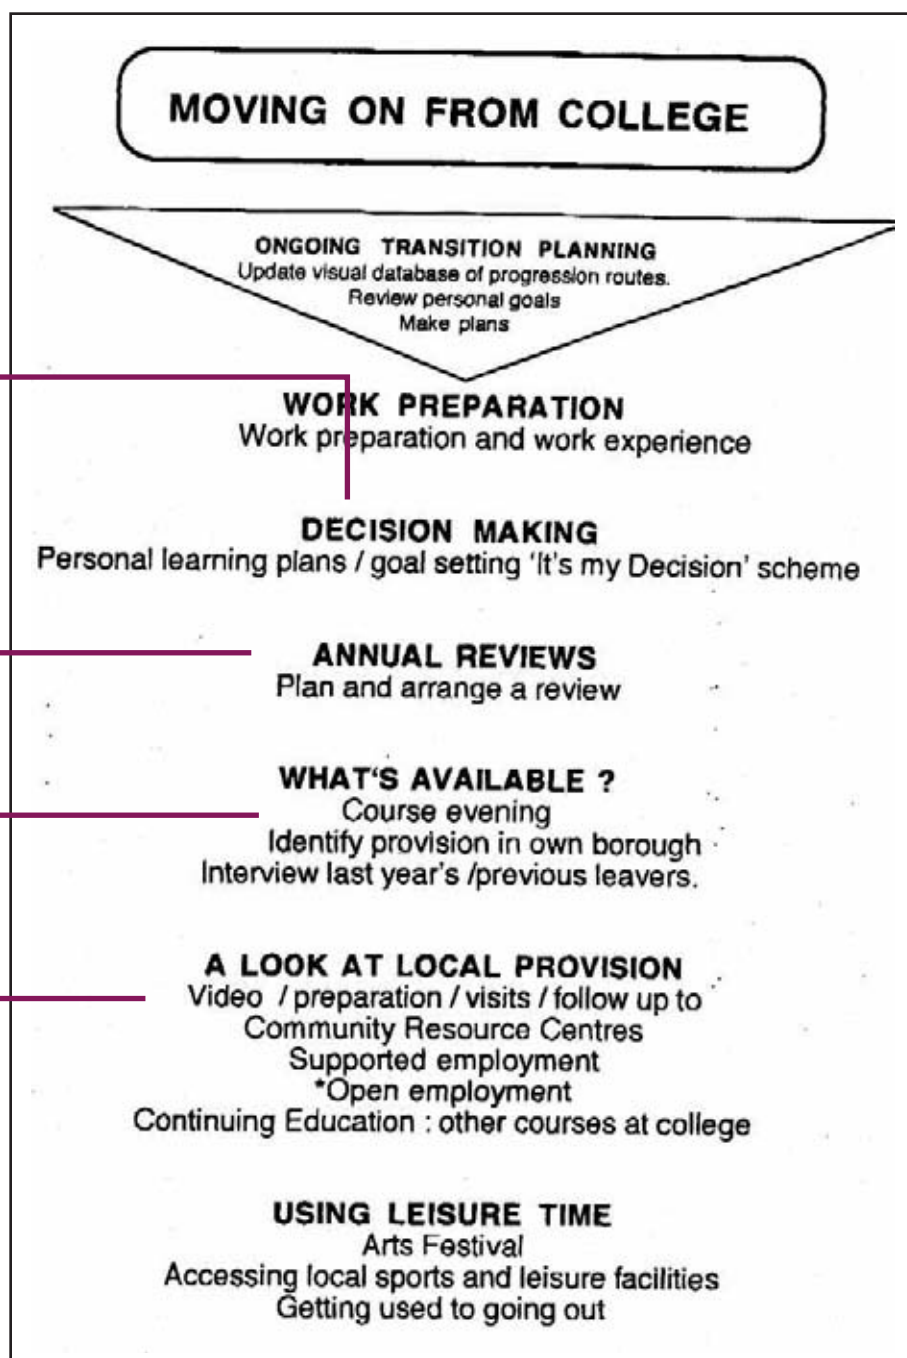 MOVING ON FROM COLLEGE
ONGOING TRANSITION PLANNING
Update visual database of progression routes.
Review personal goals
Make plans
WORK PREPARATION
Work preparation and work experience
DECISION MAKING
Personal learning plans / goal setting 'It's my Decision' scheme
ANNUAL REVIEWS
Plan and arrange a review
WHAT'S AVAILABLE ?
Course evening
Identify provision in own borough
Interview last year's /previous leavers.
A LOOK AT LOCAL PROVISION
Video / preparation / visits / follow up to
Community Resource Centres
Supported employment
*Open employment
Continuing Education : other courses at college
USING LEISURE TIME
Arts Festival
Accessing local sports and leisure facilities
Getting used to going out